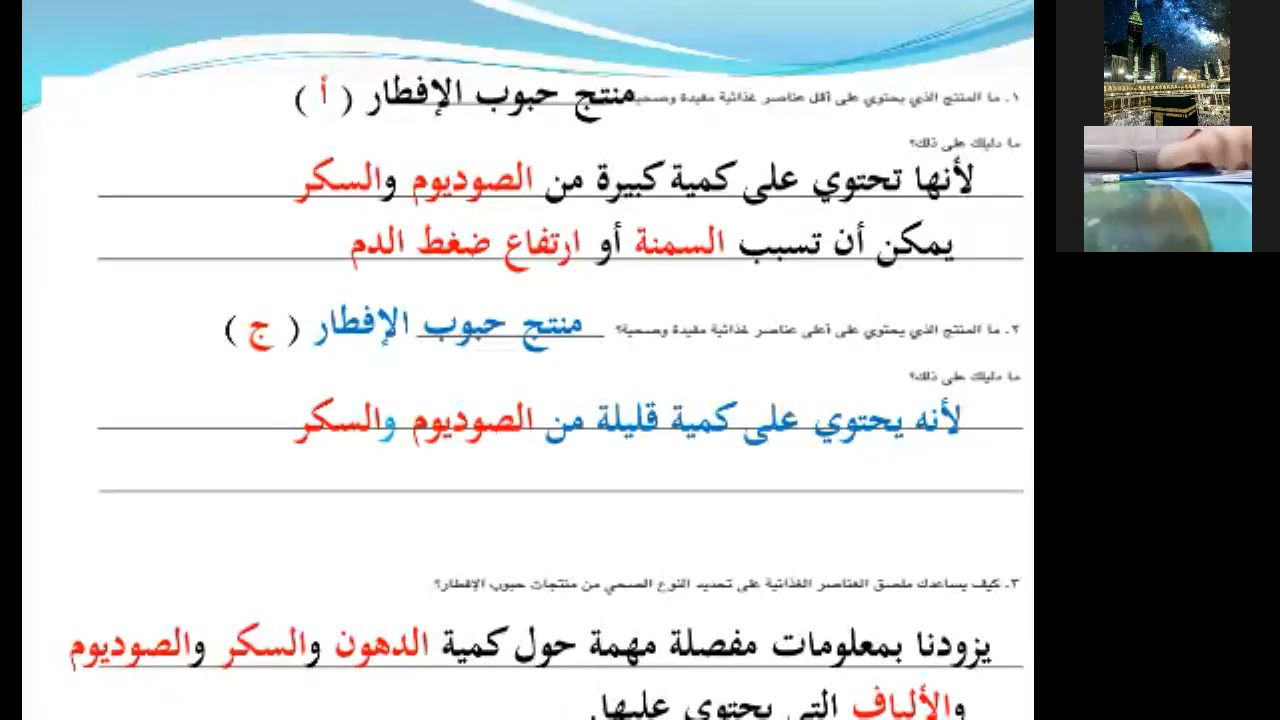 ١. ما المنتج الذي يحتوي على أقل عناصر غذائية مفيدة وصحية؟ منتج حبوب الإفطار ( أ )
ما دليلك على ذلك؟
لأنها تحتوي على كمية كبيرة من الصوديوم والسكر
يمكن أن تسبب السمنة أو ارتفاع ضغط الدم
٢. ما المنتج الذي يحتوي على أعلى عناصر غذائية مفيدة وصحية؟ منتج حبوب الإفطار ( ج )
ما دليلك على ذلك؟
لأنه يحتوي على كمية قليلة من الصوديوم والسكر
٣. كيف يساعدك ملصق العناصر الغذائية على تحديد النوع الصحي من منتجات حبوب الإفطار؟
يزودنا بمعلومات مفصلة مهمة حول كمية الدهون والسكر والصوديوم
والألياف التي يحتوي عليها.